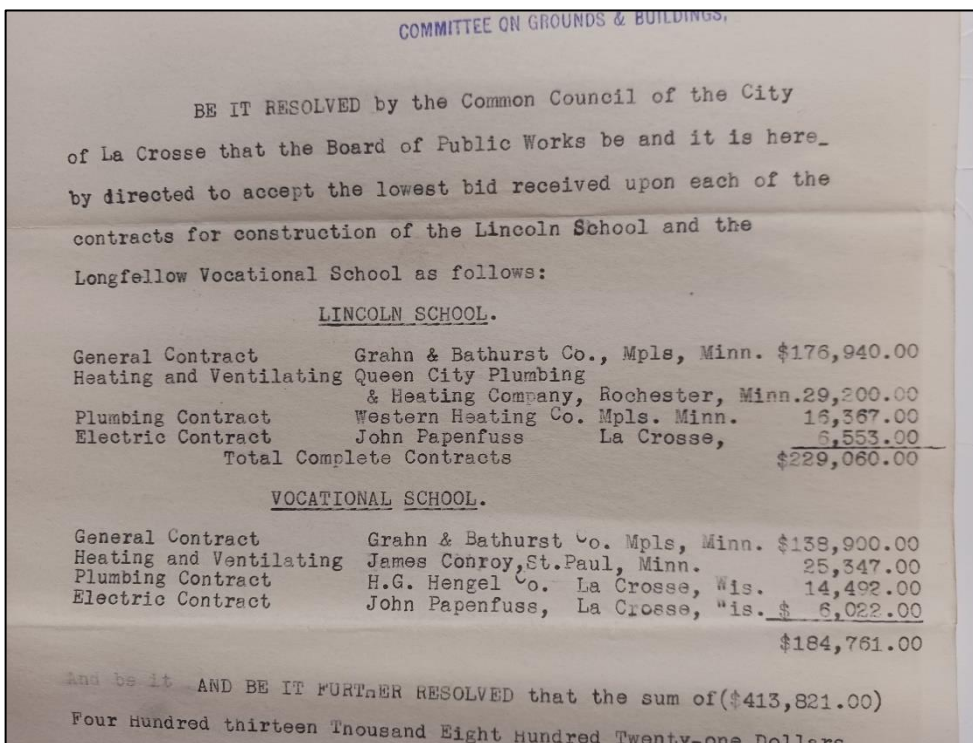 COMMITTEE ON GROUNDS & BUILDINGS,
BE IT RESOLVED by the Common Council of the City
of La Crosse that the Board of Public Works be and it is here_
by directed to accept the lowest bid received upon each of the
contracts for construction of the Lincoln School and the
Longfellow Vocational School as follows:
LINCOLN SCHOOL.
General Contract Grahn & Bathurst Co., Mpls, Minn. $176,940.00
Heating and Ventilating Queen City Plumbing
& Heating Company, Rochester, Minn.29,200.00
Plumbing Contract Western Heating Co. Mpls. Minn. 16,367.00
Electric Contract John Papenfuss La Crosse, 6,553.00
Total Complete Contracts $229,060.00
VOCATIONAL SCHOOL.
General Contract Grahn & Bathurst Co. Mpls, Minn. $138,900.00
Heating and Ventilating James Conroy,St.Paul, Minn. 25,347.00
Plumbing Contract H.G. Hengel Co. La Crosse, Wis. 14,492.00
Electric Contract John Papenfuss, La Crosse, "is. $ 6,022.00
$184,761.00
And be it AND BE IT FURTHER RESOLVED that the sum of($413,821.00)
Four Hundred thirteen Thousand Eight Hundred Twenty-one Dollars